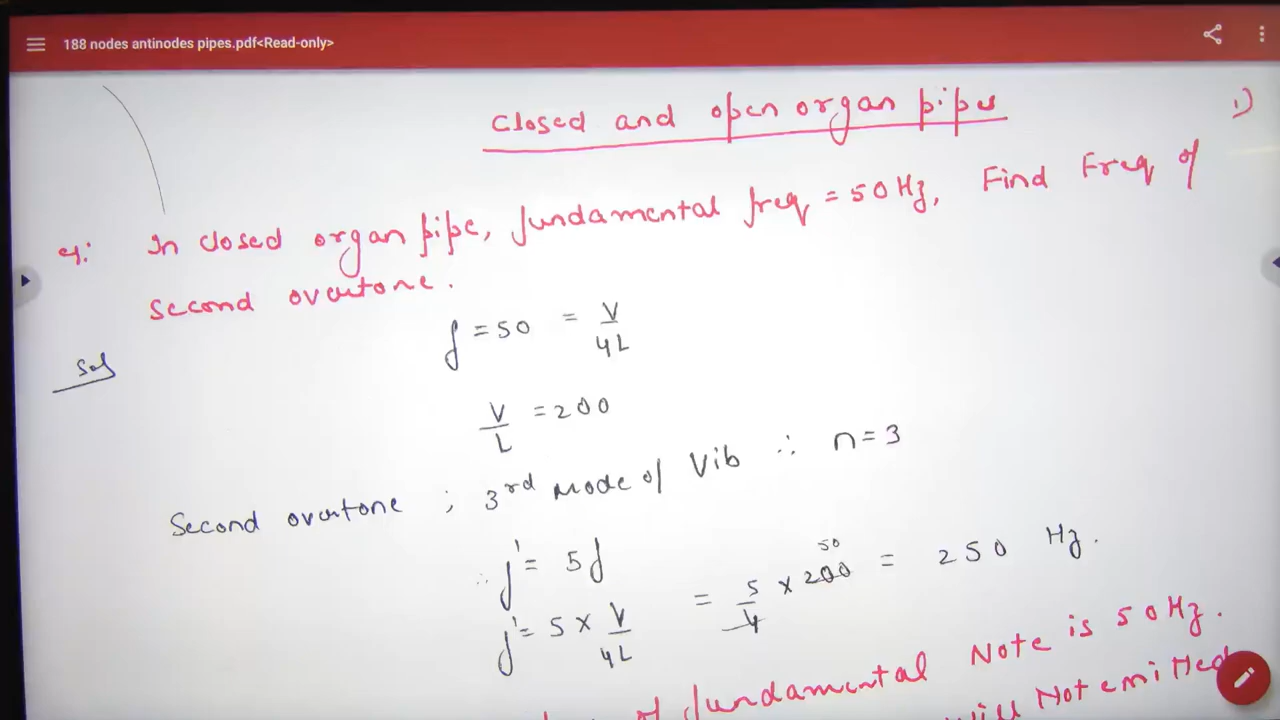 188 nodes antinodes pipes.pdf<Read-only>
Closed and open organ pipes
1)
q: In closed organ pipe, fundamental freq = 50 Hz, Find Freq of
second overtone.
Sol
f = 50 = V/4L
V/L = 200
Second overtone ; 3rd mode of Vib ∴ n = 3
∴ f' = 5f
f' = 5 × V/4L = 5/4 × 200 50 = 250 Hz.
of fundamental Note is 50 Hz.
will Not emitted